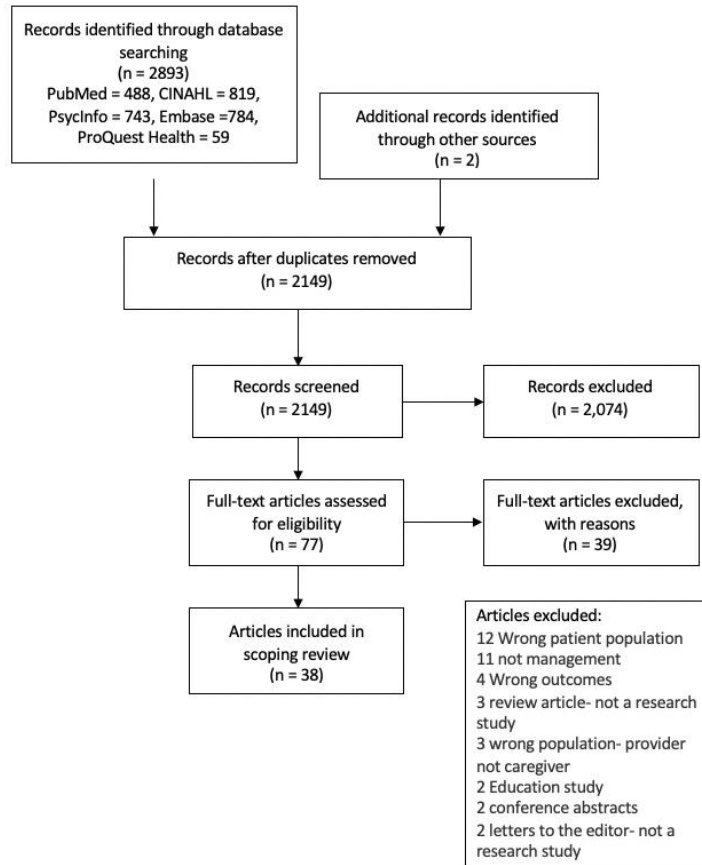 Records identified through database
searching
(n = 2893)
PubMed = 488, CINAHL = 819,
PsycInfo = 743, Embase =784,
ProQuest Health = 59
Additional records identified
through other sources
(n = 2)
Records after duplicates removed
(n = 2149)
Records screened
(n = 2149)
Records excluded
(n = 2,074)
Full-text articles assessed
for eligibility
(n = 77)
Full-text articles excluded,
with reasons
(n = 39)
Articles included in
scoping review
(n = 38)
Articles excluded:
12 Wrong patient population
11 not management
4 Wrong outcomes
3 review article- not a research
study
3 wrong population- provider
not caregiver
2 Education study
2 conference abstracts
2 letters to the editor- not a
research study